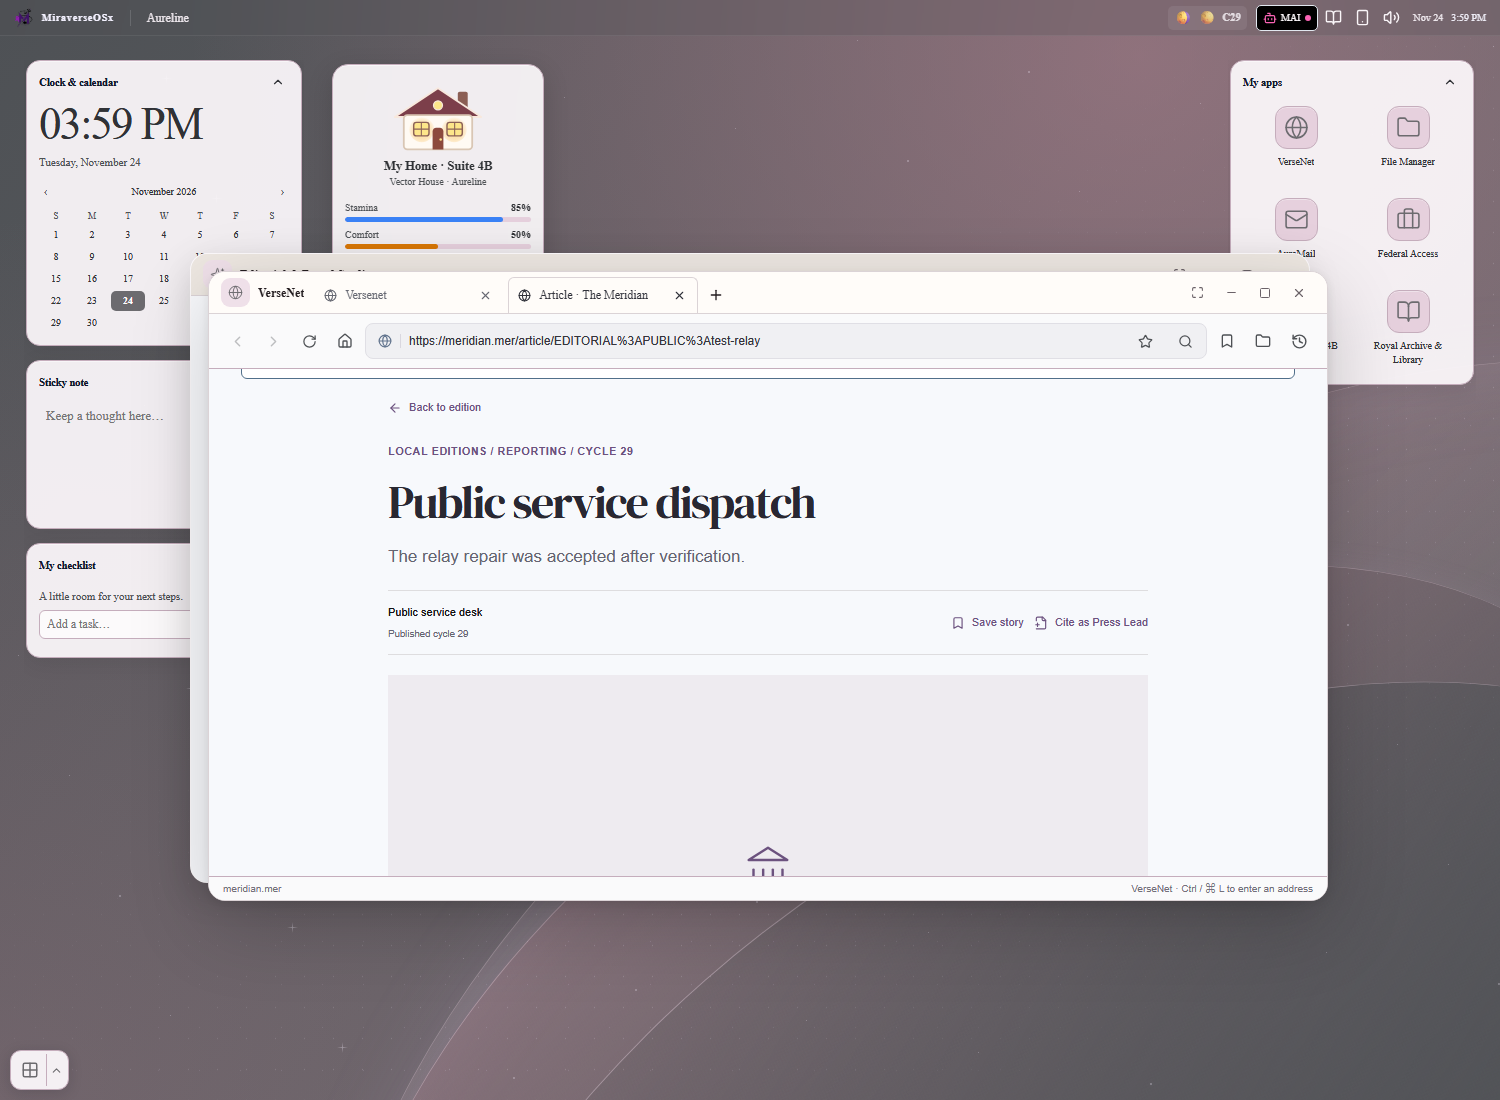 MiraverseOSx
Aureline
C29
MAI
Nov 24 3:59 PM
Clock & calendar
03:59 PM
Tuesday, November 24
‹ November 2026 ›
S M T W T F S
1 2 3 4 5 6 7
8 9 10 11
15 16 17 18
22 23 24 25
29 30
Sticky note
Keep a thought here…
My checklist
A little room for your next steps.
Add a task…
My Home · Suite 4B
Vector House · Aureline
Stamina 85%
Comfort 50%
My apps
VerseNet
File Manager
Federal Access
4B
Royal Archive &
Library
VerseNet
Versenet
Article · The Meridian
https://meridian.mer/article/EDITORIAL%3APUBLIC%3Atest-relay
Back to edition
LOCAL EDITIONS / REPORTING / CYCLE 29
Public service dispatch
The relay repair was accepted after verification.
Public service desk
Published cycle 29
Save story
Cite as Press Lead
meridian.mer
VerseNet · Ctrl / ⌘ L to enter an address